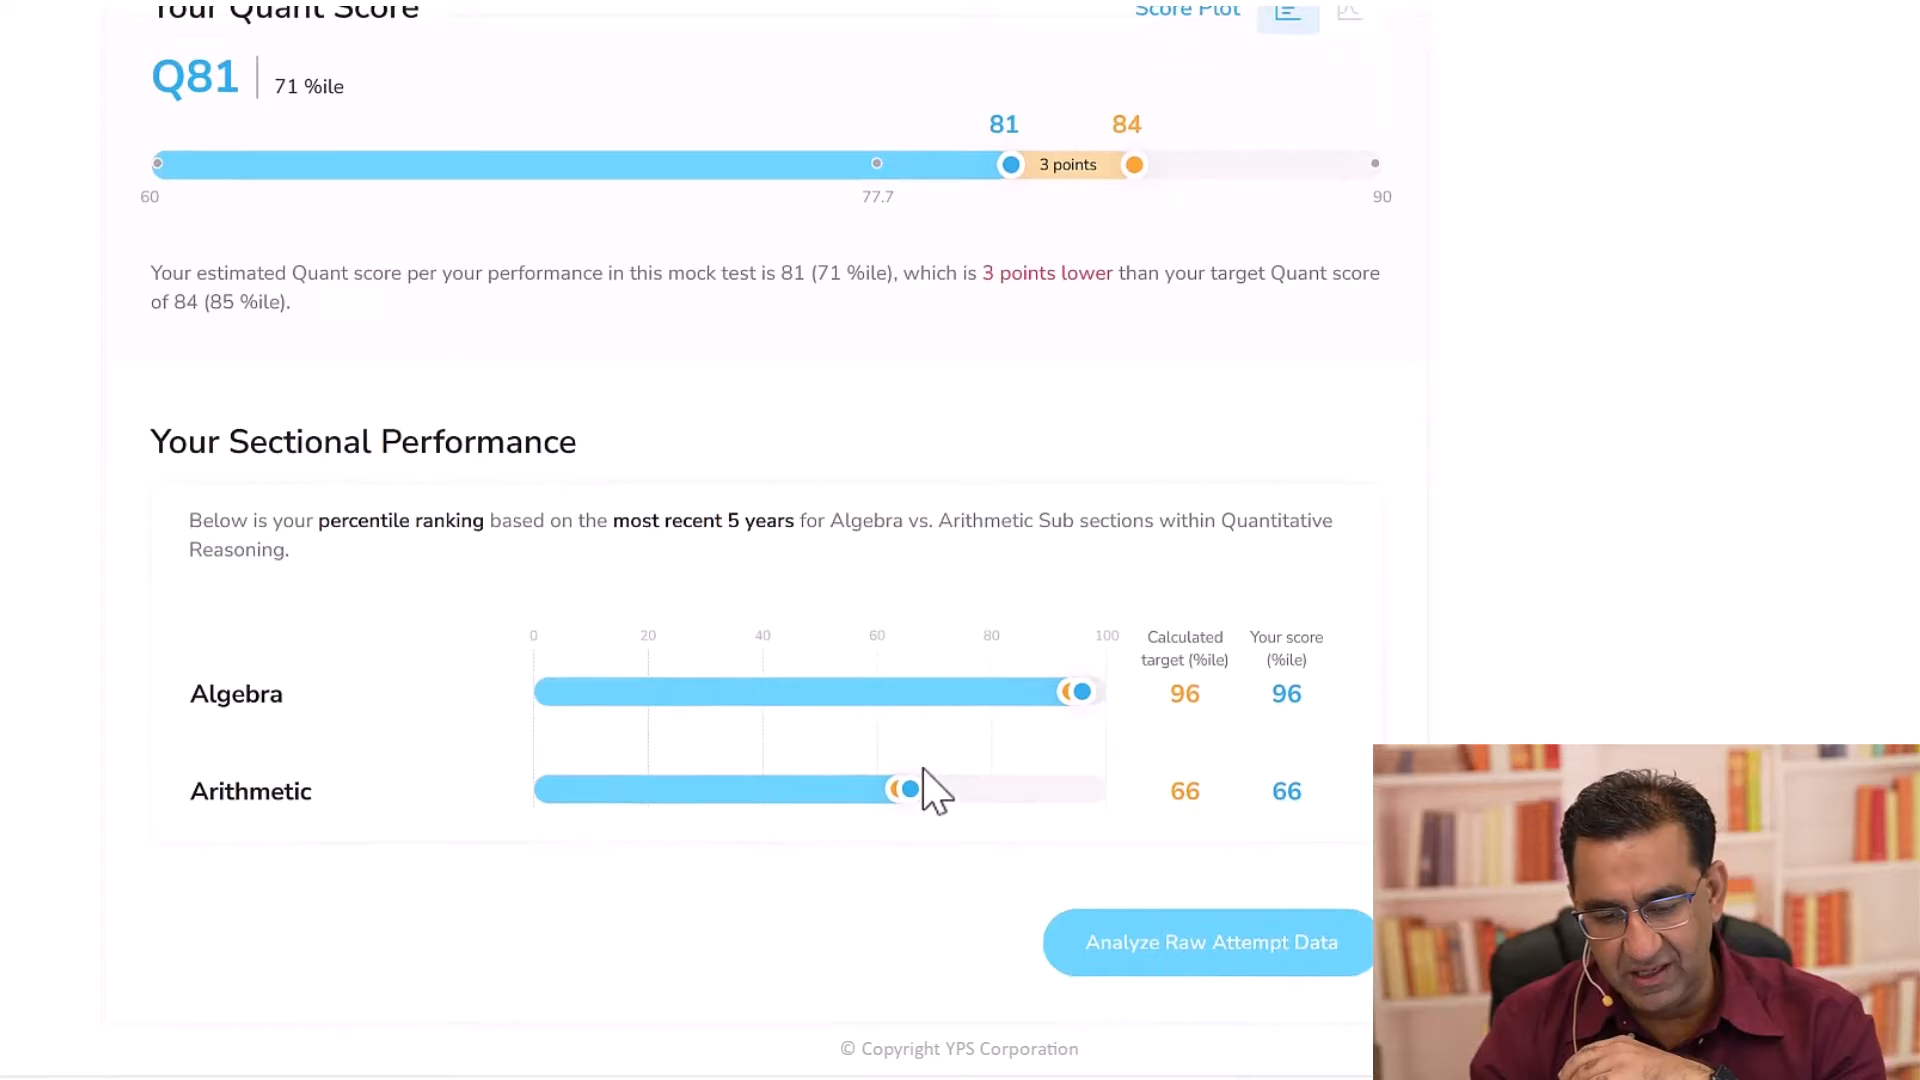 Your Quant Score
Score Plot
Q81
71 %ile
81
84
3 points
60
77.7
90
Your estimated Quant score per your performance in this mock test is 81 (71 %ile), which is 3 points lower than your target Quant score
of 84 (85 %ile).
Your Sectional Performance
Below is your percentile ranking based on the most recent 5 years for Algebra vs. Arithmetic Sub sections within Quantitative
Reasoning.
0 20 40 60 80 100
Calculated
target (%ile)
Your score
(%ile)
Algebra
96
96
Arithmetic
66
66
Analyze Raw Attempt Data
© Copyright YPS Corporation